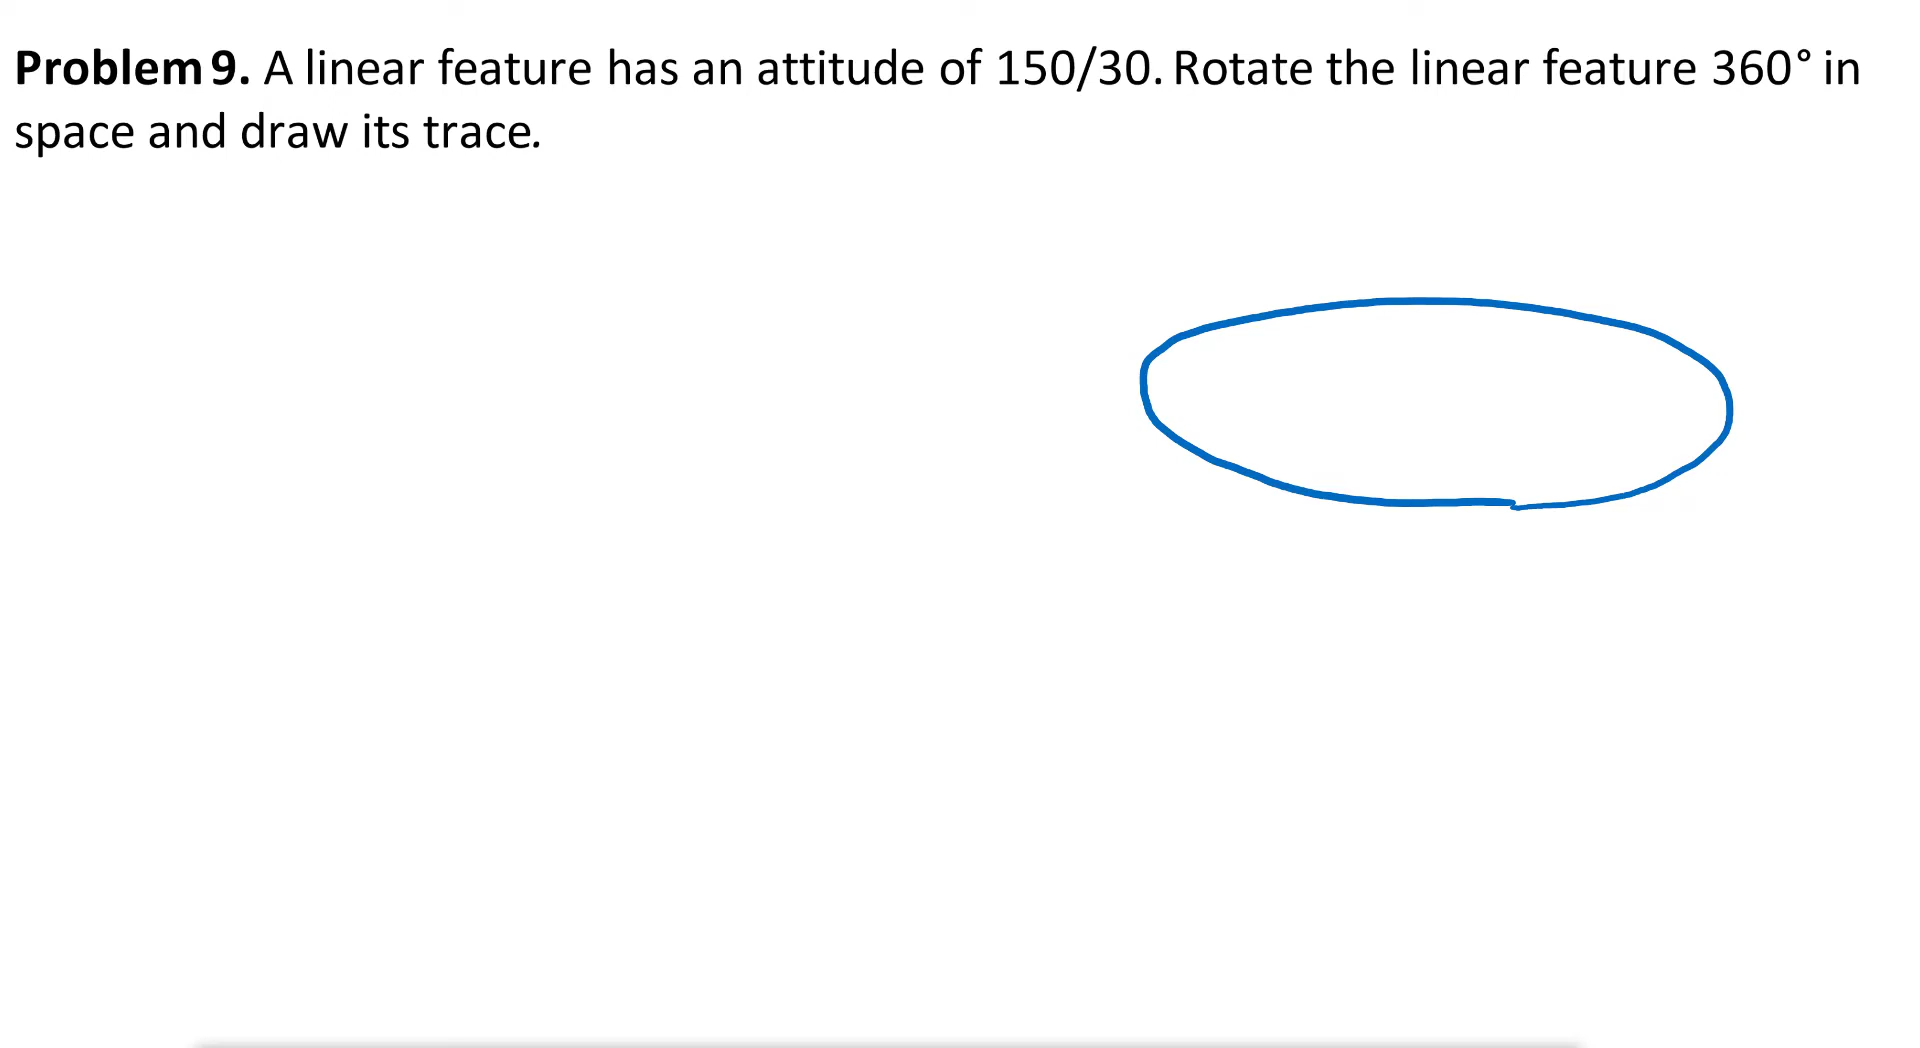 Problem 9. A linear feature has an attitude of 150/30. Rotate the linear feature 360° in
space and draw its trace.